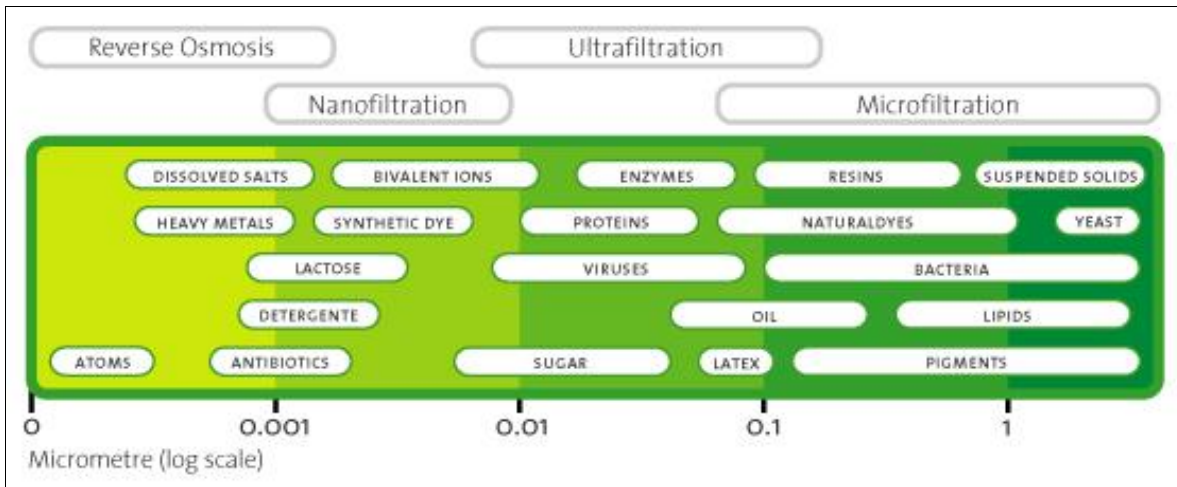 Reverse Osmosis Ultrafiltration
Nanofiltration Microfiltration
DISSOLVED SALTS BIVALENT IONS ENZYMES RESINS SUSPENDED SOLIDS
HEAVY METALS SYNTHETIC DYE PROTEINS NATURALDYES YEAST
LACTOSE VIRUSES BACTERIA
DETERGENTE OIL LIPIDS
ATOMS ANTIBIOTICS SUGAR LATEX PIGMENTS
0 0.001 0.01 0.1 1
Micrometre (log scale)